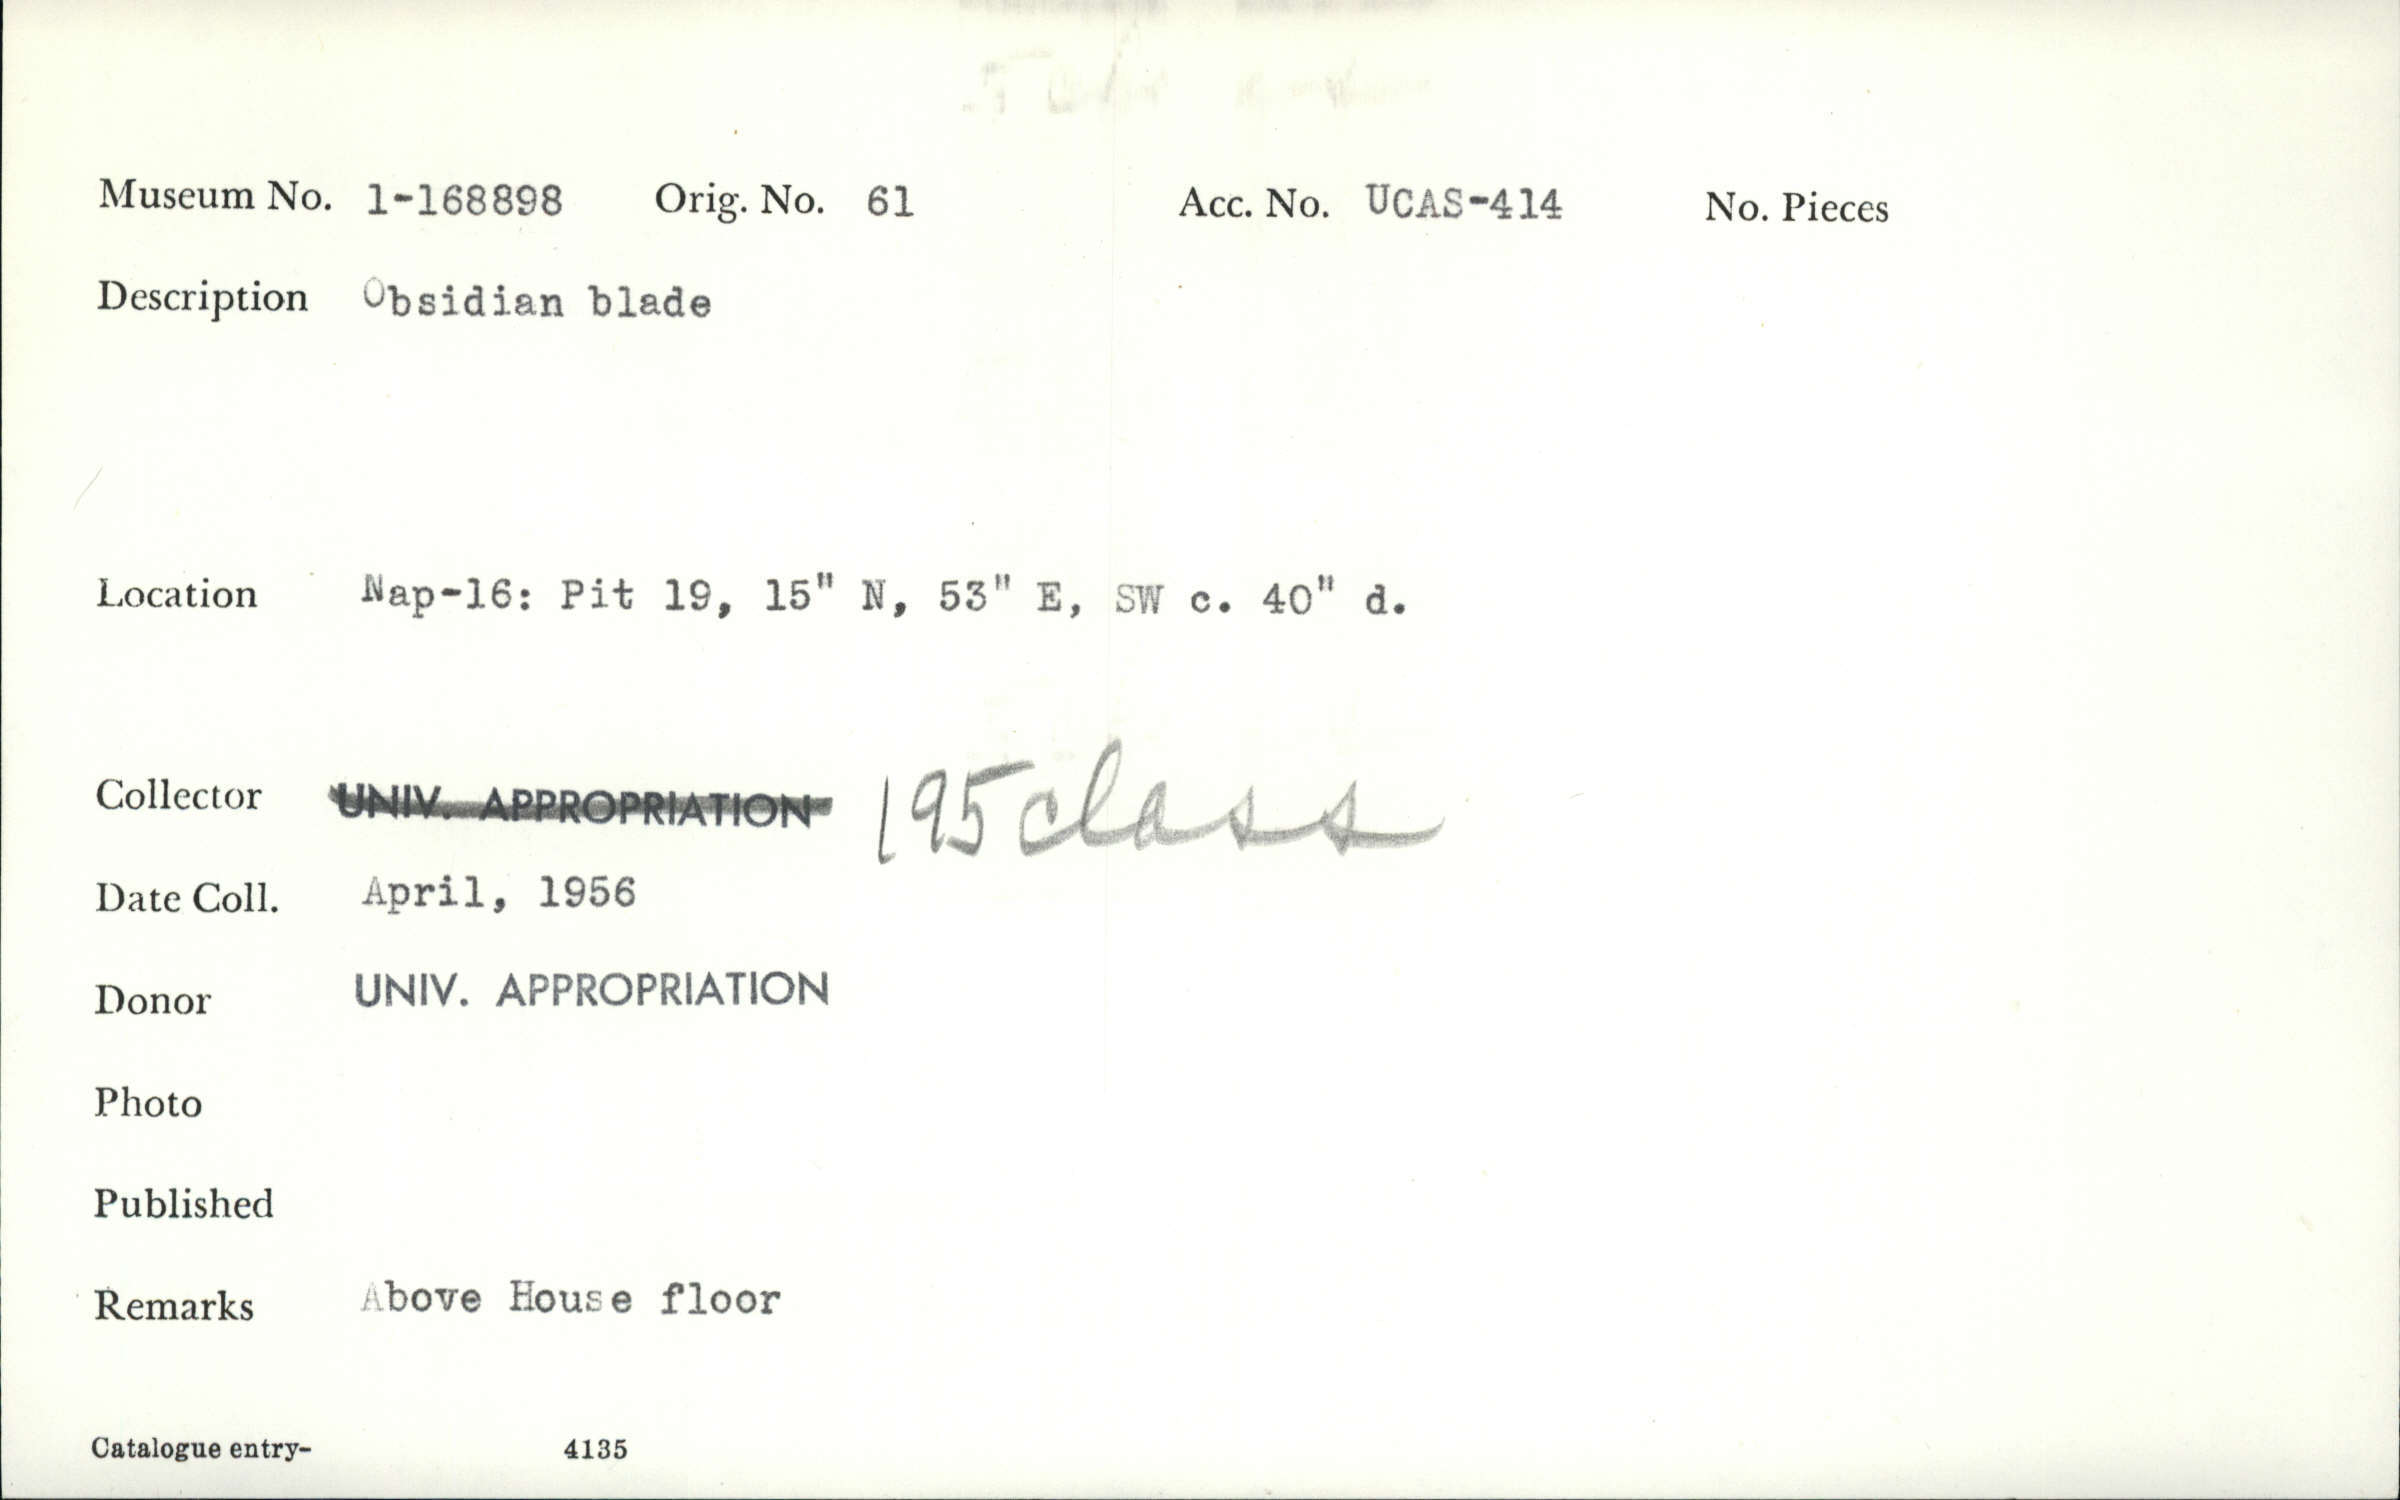 Museum No. 1-168898 Orig. No. 61 Acc. No. UCAS-414 No. Pieces
Description Obsidian blade
Location Nap-16: Pit 19, 15" N, 53" E, SW c. 40" d.
Collector UNIV. APPROPRIATION 195 class
Date Coll. April, 1956
Donor UNIV. APPROPRIATION
Photo
Published
Remarks Above House floor
Catalogue entry- 4135